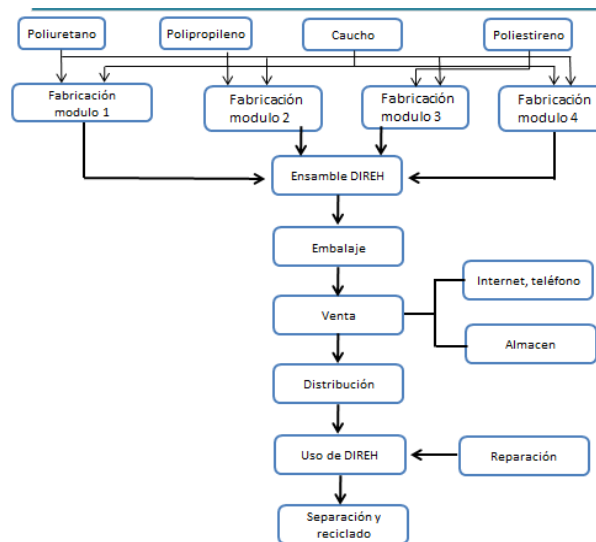 Poliuretano
Polipropileno
Caucho
Poliestireno
Fabricación
modulo 1
Fabricación
modulo 2
Fabricación
modulo 3
Fabricación
modulo 4
Ensamble DIREH
Embalaje
Internet, teléfono
Venta
Almacen
Distribución
Uso de DIREH
Reparación
Separación y
reciclado